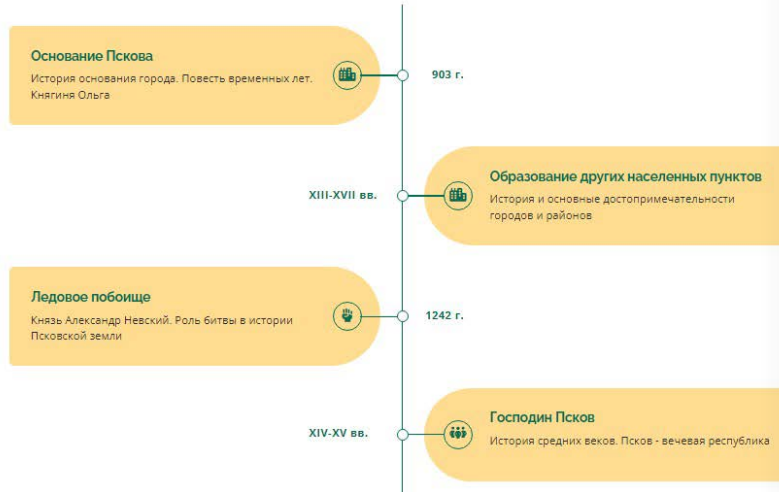 Основание Пскова
История основания города. Повесть временных лет.
Княгиня Ольга
903 г.
Образование других населенных пунктов
История и основные достопримечательности
городов и районов
XIII-XVII вв.
Ледовое побоище
Князь Александр Невский. Роль битвы в истории
Псковской земли
1242 г.
Господин Псков
История средних веков. Псков - вечевая республика
XIV-XV вв.